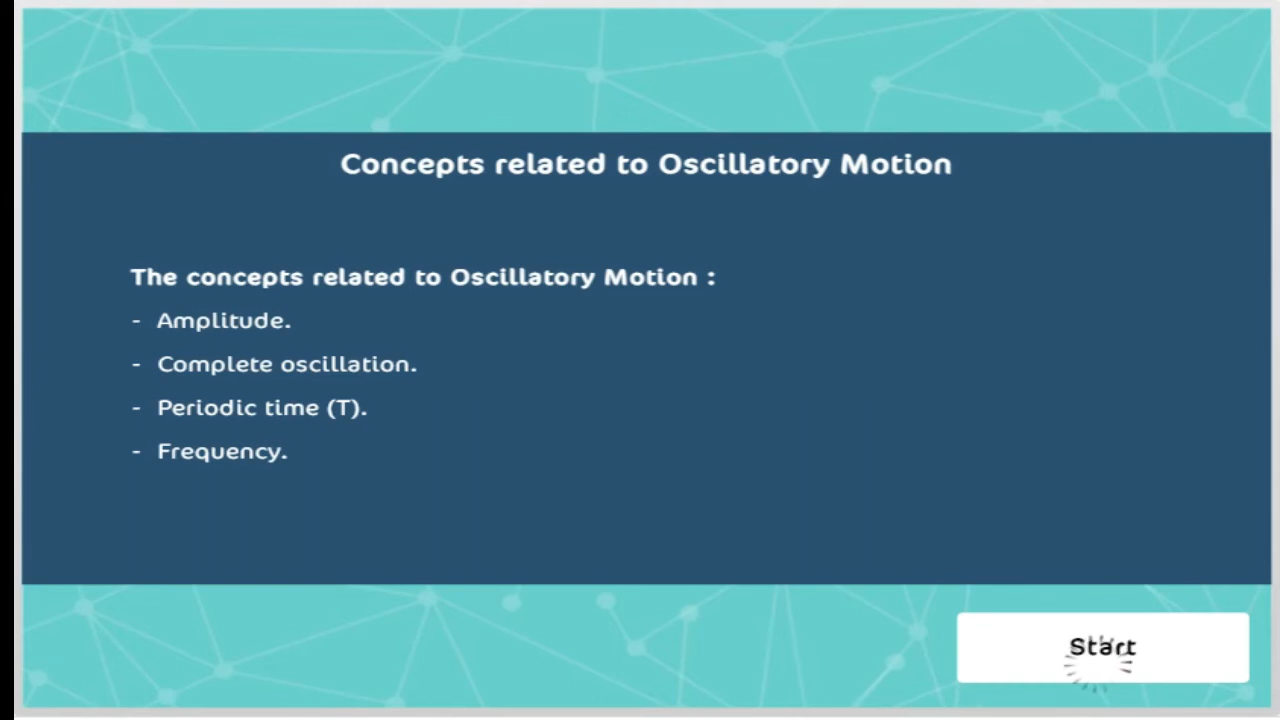 Concepts related to Oscillatory Motion
The concepts related to Oscillatory Motion :
- Amplitude.
- Complete oscillation.
- Periodic time (T).
- Frequency.
Start